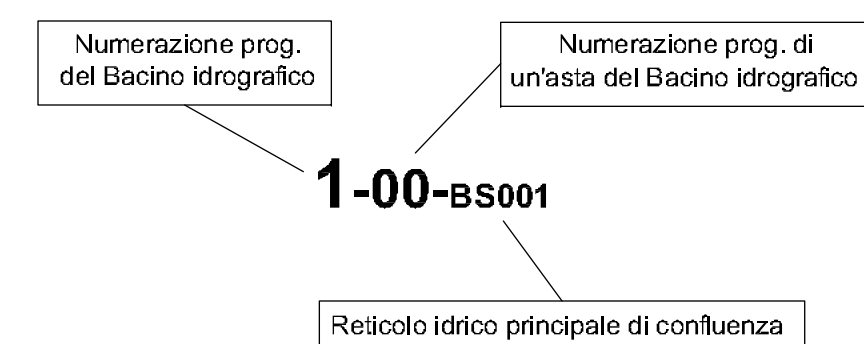 Numerazione prog.
del Bacino idrografico
Numerazione prog. di
un'asta del Bacino idrografico
1-00-BS001
Reticolo idrico principale di confluenza